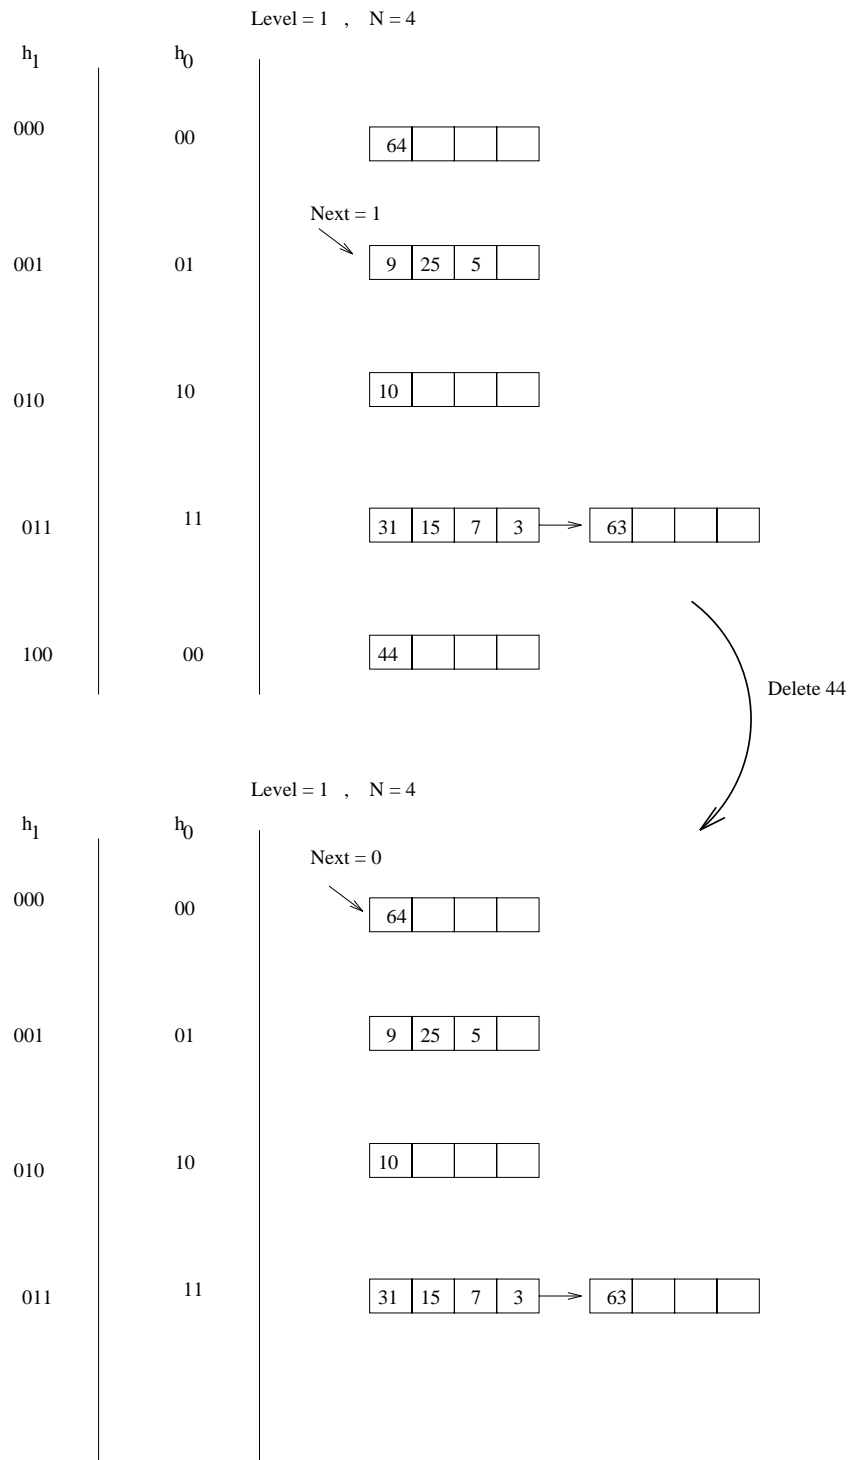 Level = 1 , N = 4
h1 h0
000 00 64
Next = 1
001 01 9 25 5
010 10 10
011 11 31 15 7 3 63
100 00 44
Delete 44
Level = 1 , N = 4
h1 h0
Next = 0
000 00 64
001 01 9 25 5
010 10 10
011 11 31 15 7 3 63